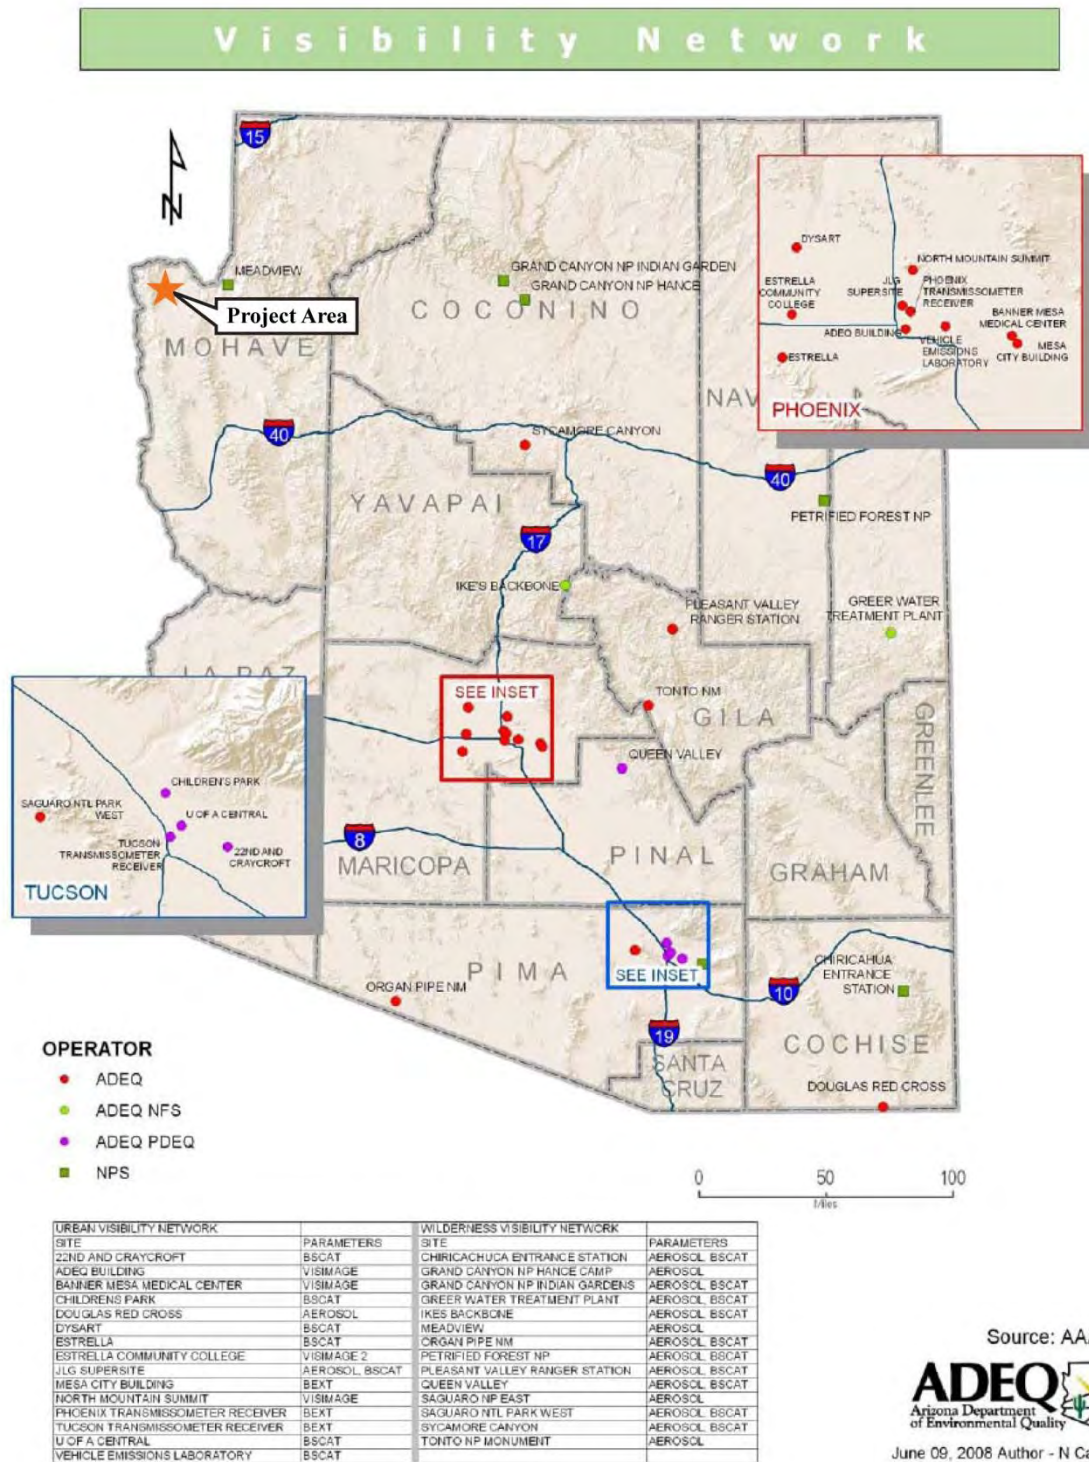 Visibility Network
15
N
MEADVIEW
Project Area
MOHAVE
GRAND CANYON NP INDIAN GARDEN
GRAND CANYON NP HANCE
COCONINO
NAV
DYSART
NORTH MOUNTAIN SUMMIT
ESTRELLA
COMMUNITY
COLLEGE
JLG
SUPERSITE
PHOENIX
TRANSMISSOMETER
RECEIVER
BANNER MESA
MEDICAL CENTER
ADEQ BUILDING
VEHICLE
EMISSIONS
LABORATORY
MESA
CITY BUILDING
ESTRELLA
PHOENIX
40
SYCAMORE CANYON
40
YAVAPAI
PETRIFIED FOREST NP
17
IKE'S BACKBONE
PLEASANT VALLEY
RANGER STATION
GREER WATER
TREATMENT PLANT
LA PAZ
SEE INSET
TONTO NM
GILA
GREENLEE
QUEEN VALLEY
CHILDREN'S PARK
SAGUARO NTL PARK
WEST
U OF A CENTRAL
TUCSON
TRANSMISSOMETER
RECEIVER
22ND AND
CRAYCROFT
TUCSON
8
MARICOPA
PINAL
GRAHAM
PIMA
SEE INSET
CHIRICAHUA
ENTRANCE
STATION
ORGAN PIPE NM
10
19
COCHISE
SANTA
CRUZ
DOUGLAS RED CROSS
OPERATOR
ADEQ
ADEQ NFS
ADEQ PDEQ
NPS
0 50 100
Miles
URBAN VISIBILITY NETWORK WILDERNESS VISIBILITY NETWORK
SITE PARAMETERS SITE PARAMETERS
22ND AND CRAYCROFT BSCAT CHIRICACHUCA ENTRANCE STATION AEROSOL, BSCAT
ADEQ BUILDING VISIMAGE GRAND CANYON NP HANCE CAMP AEROSOL
BANNER MESA MEDICAL CENTER VISIMAGE GRAND CANYON NP INDIAN GARDENS AEROSOL, BSCAT
CHILDRENS PARK BSCAT GREER WATER TREATMENT PLANT AEROSOL, BSCAT
DOUGLAS RED CROSS AEROSOL IKES BACKBONE AEROSOL, BSCAT
DYSART BSCAT MEADVIEW AEROSOL
ESTRELLA BSCAT ORGAN PIPE NM AEROSOL, BSCAT
ESTRELLA COMMUNITY COLLEGE VISIMAGE 2 PETRIFIED FOREST NP AEROSOL, BSCAT
JLG SUPERSITE AEROSOL, BSCAT PLEASANT VALLEY RANGER STATION AEROSOL, BSCAT
MESA CITY BUILDING BEXT QUEEN VALLEY AEROSOL, BSCAT
NORTH MOUNTAIN SUMMIT VISIMAGE SAGUARO NP EAST AEROSOL
PHOENIX TRANSMISSOMETER RECEIVER BEXT SAGUARO NTL PARK WEST AEROSOL, BSCAT
TUCSON TRANSMISSOMETER RECEIVER BEXT SYCAMORE CANYON AEROSOL, BSCAT
U OF A CENTRAL BSCAT TONTO NP MONUMENT AEROSOL
VEHICLE EMISSIONS LABORATORY BSCAT
Source: AA
ADEQ
Arizona Department
of Environmental Quality
June 09, 2008 Author - N Ca